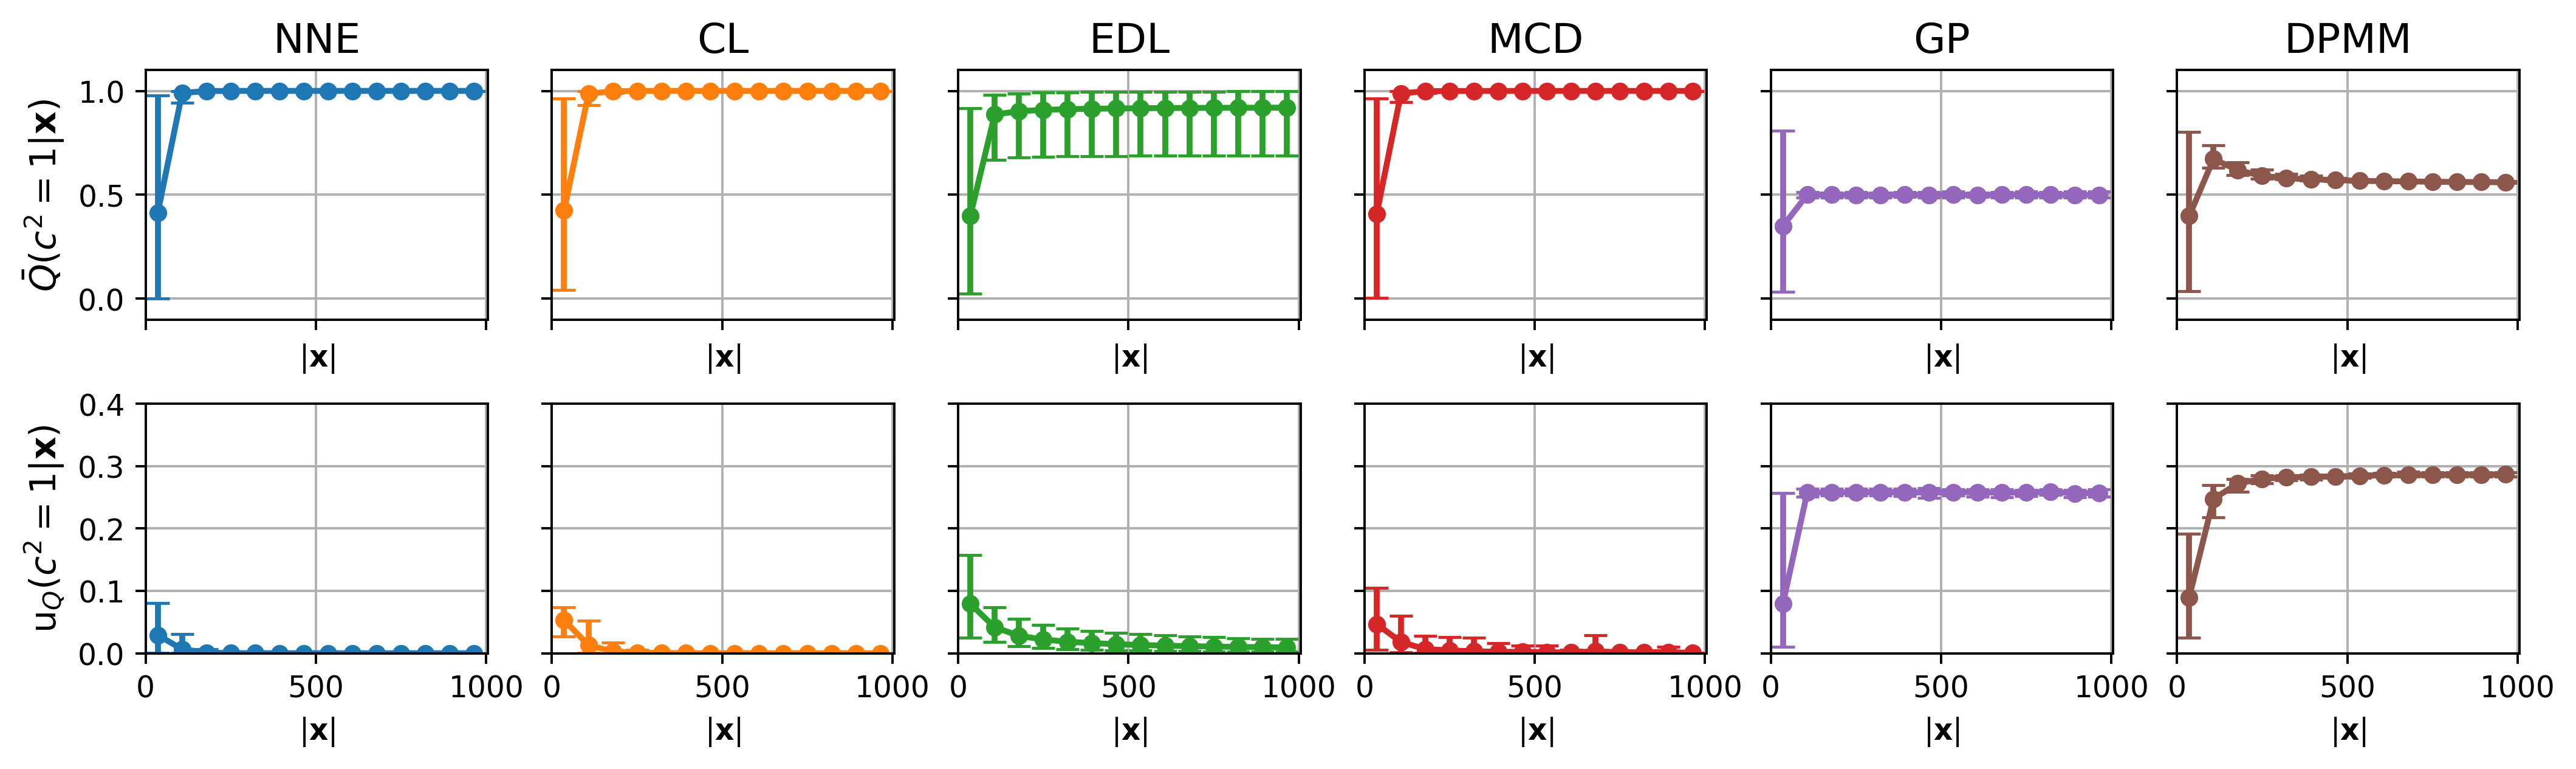 NNE CL EDL MCD GP DPMM
Q̄(c² = 1|x)
1.0
0.5
0.0
|x| |x| |x| |x| |x| |x|
u_Q(c² = 1|x)
0.4
0.3
0.2
0.1
0.0
0 500 1000 0 500 1000 0 500 1000 0 500 1000 0 500 1000 0 500 1000
|x| |x| |x| |x| |x| |x|